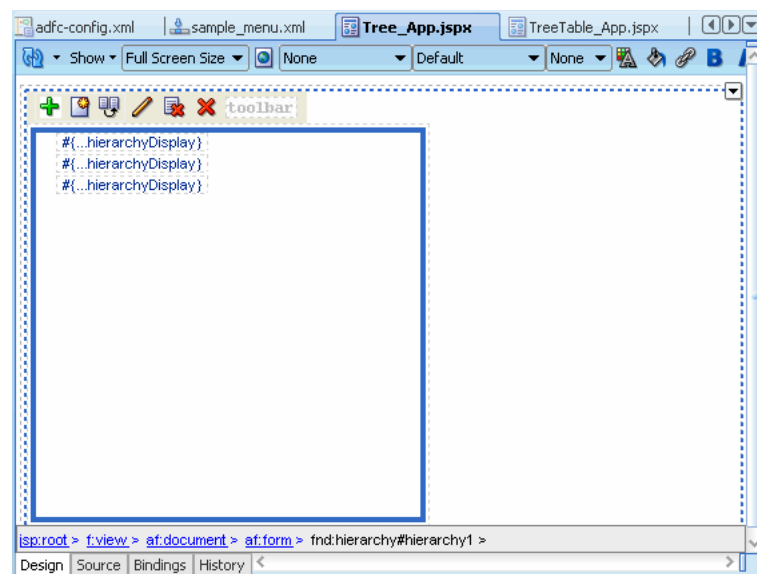 adfc-config.xml sample_menu.xml Tree_App.jspx TreeTable_App.jspx
Show Full Screen Size None Default None B
toolbar
#{...hierarchyDisplay}
#{...hierarchyDisplay}
#{...hierarchyDisplay}
jsp:root > f:view > af:document > af:form > fnd:hierarchy#hierarchy1 >
Design Source Bindings History